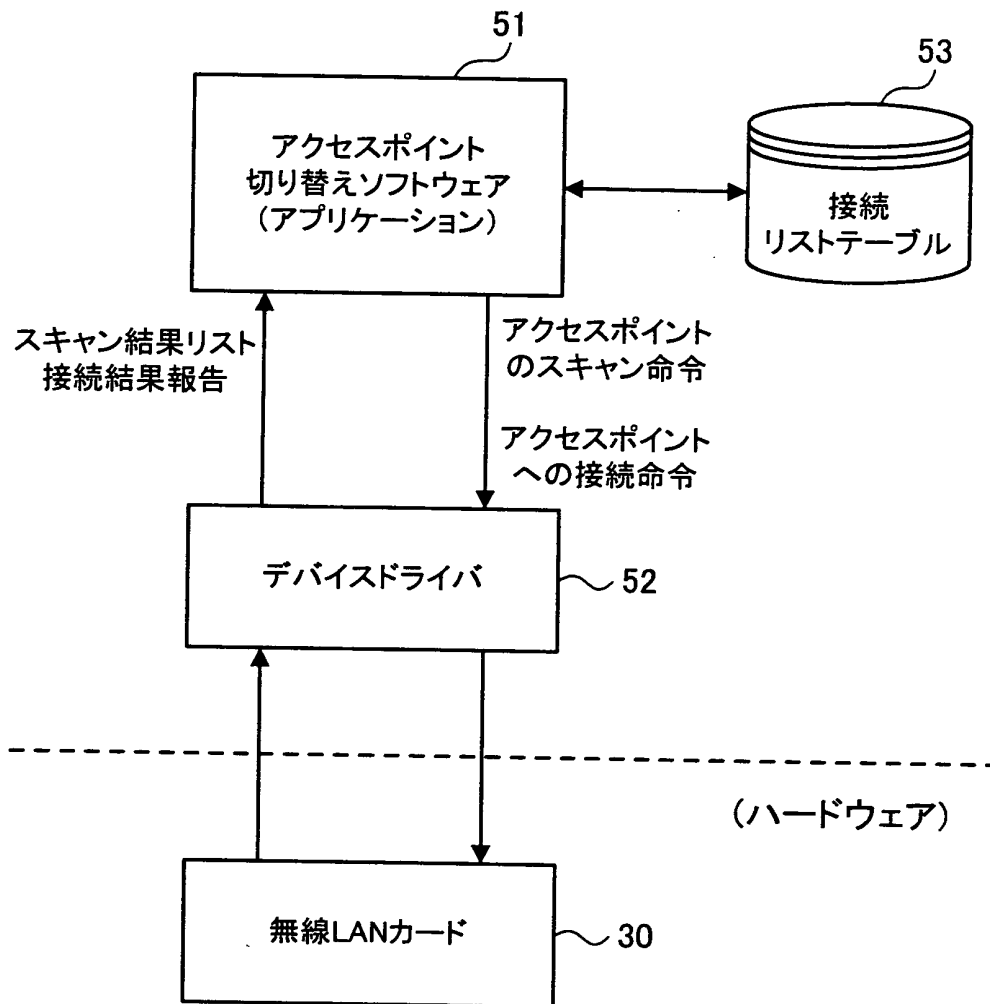 51
アクセスポイント
切り替えソフトウェア
(アプリケーション)
53
接続
リストテーブル
スキャン結果リスト
接続結果報告
アクセスポイント
のスキャン命令
アクセスポイント
への接続命令
デバイスドライバ
52
(ハードウェア)
無線LANカード
30